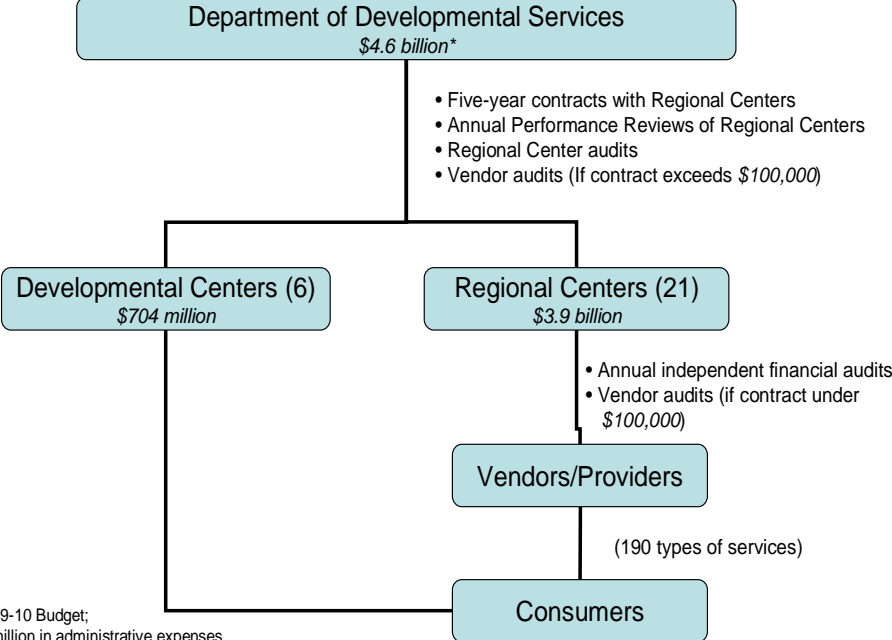 Department of Developmental Services
$4.6 billion*
• Five-year contracts with Regional Centers
• Annual Performance Reviews of Regional Centers
• Regional Center audits
• Vendor audits (If contract exceeds $100,000)
Developmental Centers (6)
$704 million
Regional Centers (21)
$3.9 billion
• Annual independent financial audits
• Vendor audits (if contract under
$100,000)
Vendors/Providers
(190 types of services)
Consumers
9-10 Budget;
million in administrative expenses